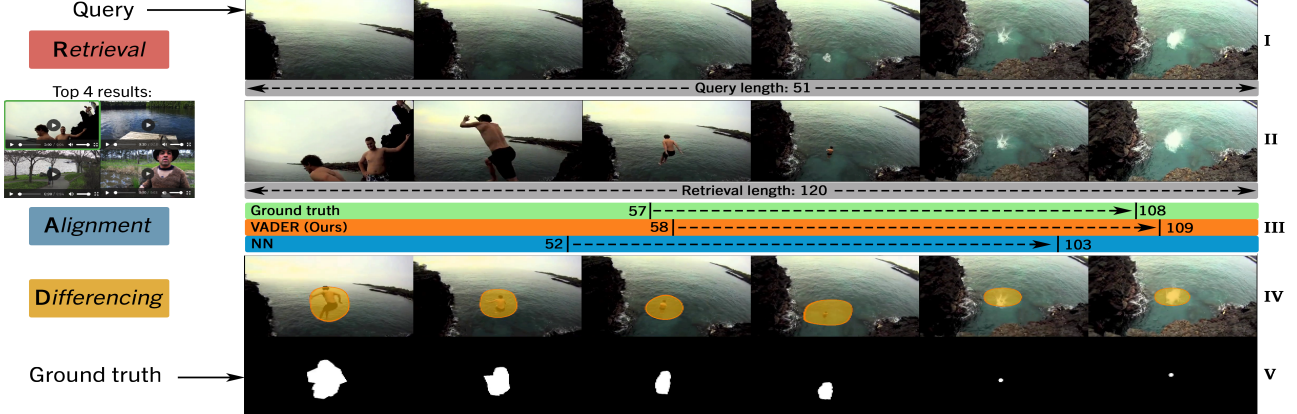 Query
Retrieval
I
Query length: 51
Top 4 results:
II
Retrieval length: 120
Alignment
Ground truth
57
108
VADER (Ours)
58
109
III
NN
52
103
Differencing
IV
Ground truth
V